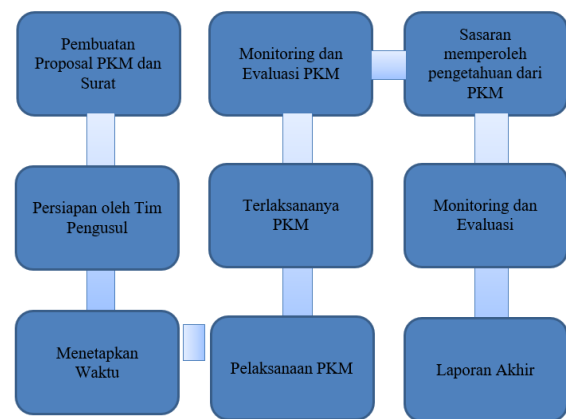 Pembuatan
Proposal PKM dan
Surat
Persiapan oleh Tim
Pengusul
Menetapkan
Waktu
Pelaksanaan PKM
Terlaksananya
PKM
Monitoring dan
Evaluasi PKM
Sasaran
memperoleh
pengetahuan dari
PKM
Monitoring dan
Evaluasi
Laporan Akhir